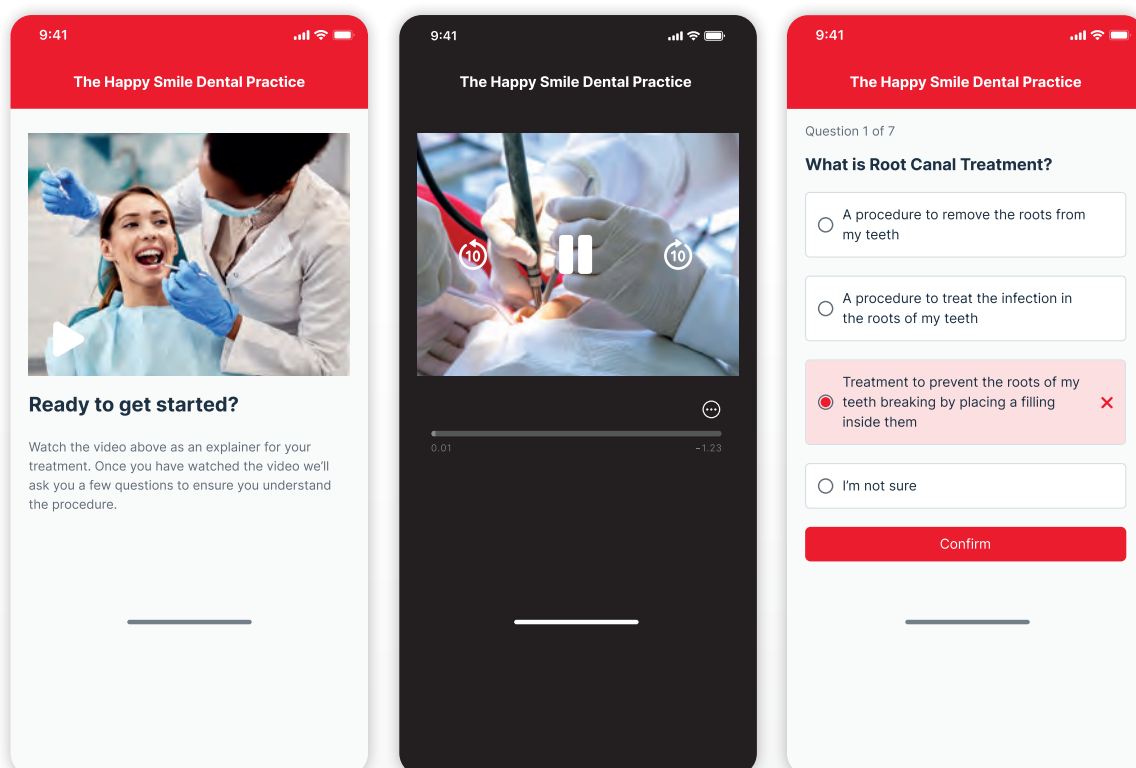 9:41
The Happy Smile Dental Practice
Ready to get started?
Watch the video above as an explainer for your
treatment. Once you have watched the video we’ll
ask you a few questions to ensure you understand
the procedure.
9:41
The Happy Smile Dental Practice
10
10
0.01
−1.23
9:41
The Happy Smile Dental Practice
Question 1 of 7
What is Root Canal Treatment?
A procedure to remove the roots from
my teeth
A procedure to treat the infection in
the roots of my teeth
Treatment to prevent the roots of my
teeth breaking by placing a filling
inside them
I’m not sure
Confirm